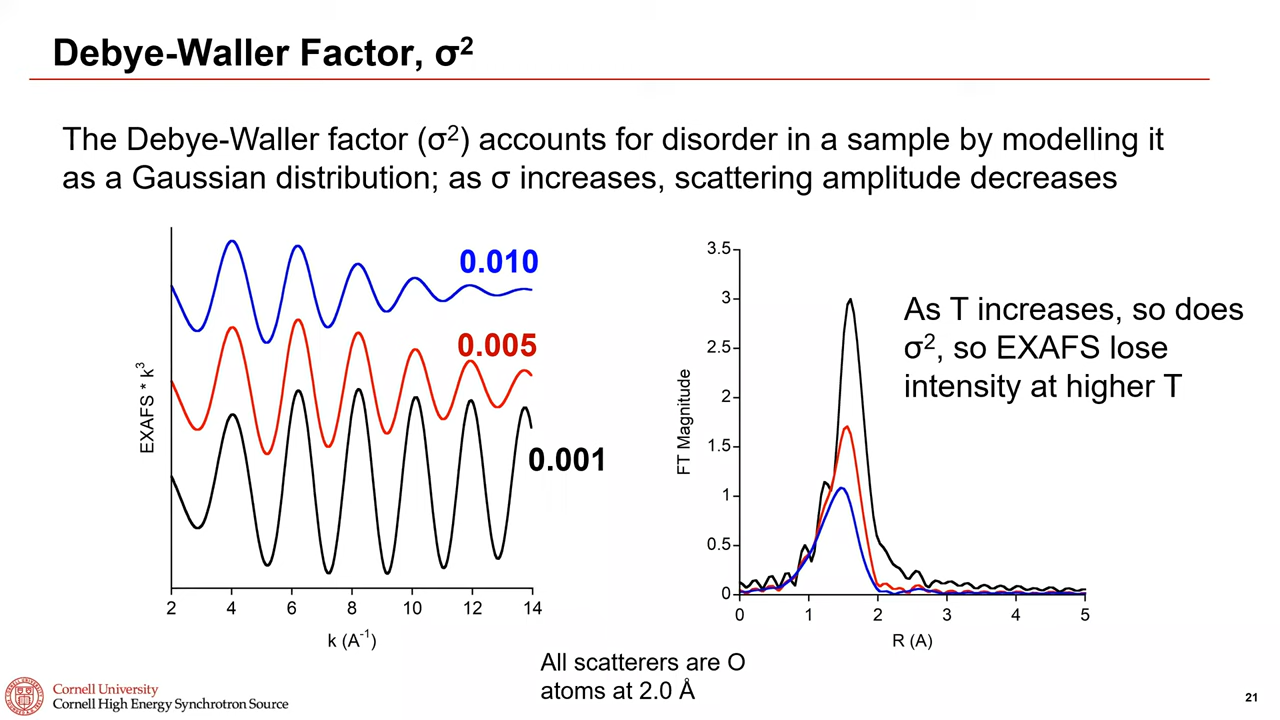 Debye-Waller Factor, σ²
The Debye-Waller factor (σ²) accounts for disorder in a sample by modelling it
as a Gaussian distribution; as σ increases, scattering amplitude decreases
0.010
0.005
0.001
EXAFS * k³
2 4 6 8 10 12 14
k (A⁻¹)
3.5
3
2.5
2
1.5
1
0.5
0
FT Magnitude
0 1 2 3 4 5
R (A)
As T increases, so does
σ², so EXAFS lose
intensity at higher T
All scatterers are O
atoms at 2.0 Å
Cornell University
Cornell High Energy Synchrotron Source
21